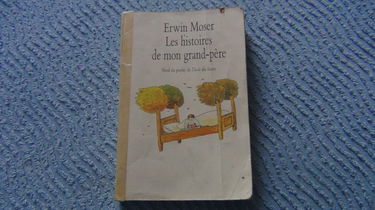 Erwin Moser
Les histoires
de mon grand-père